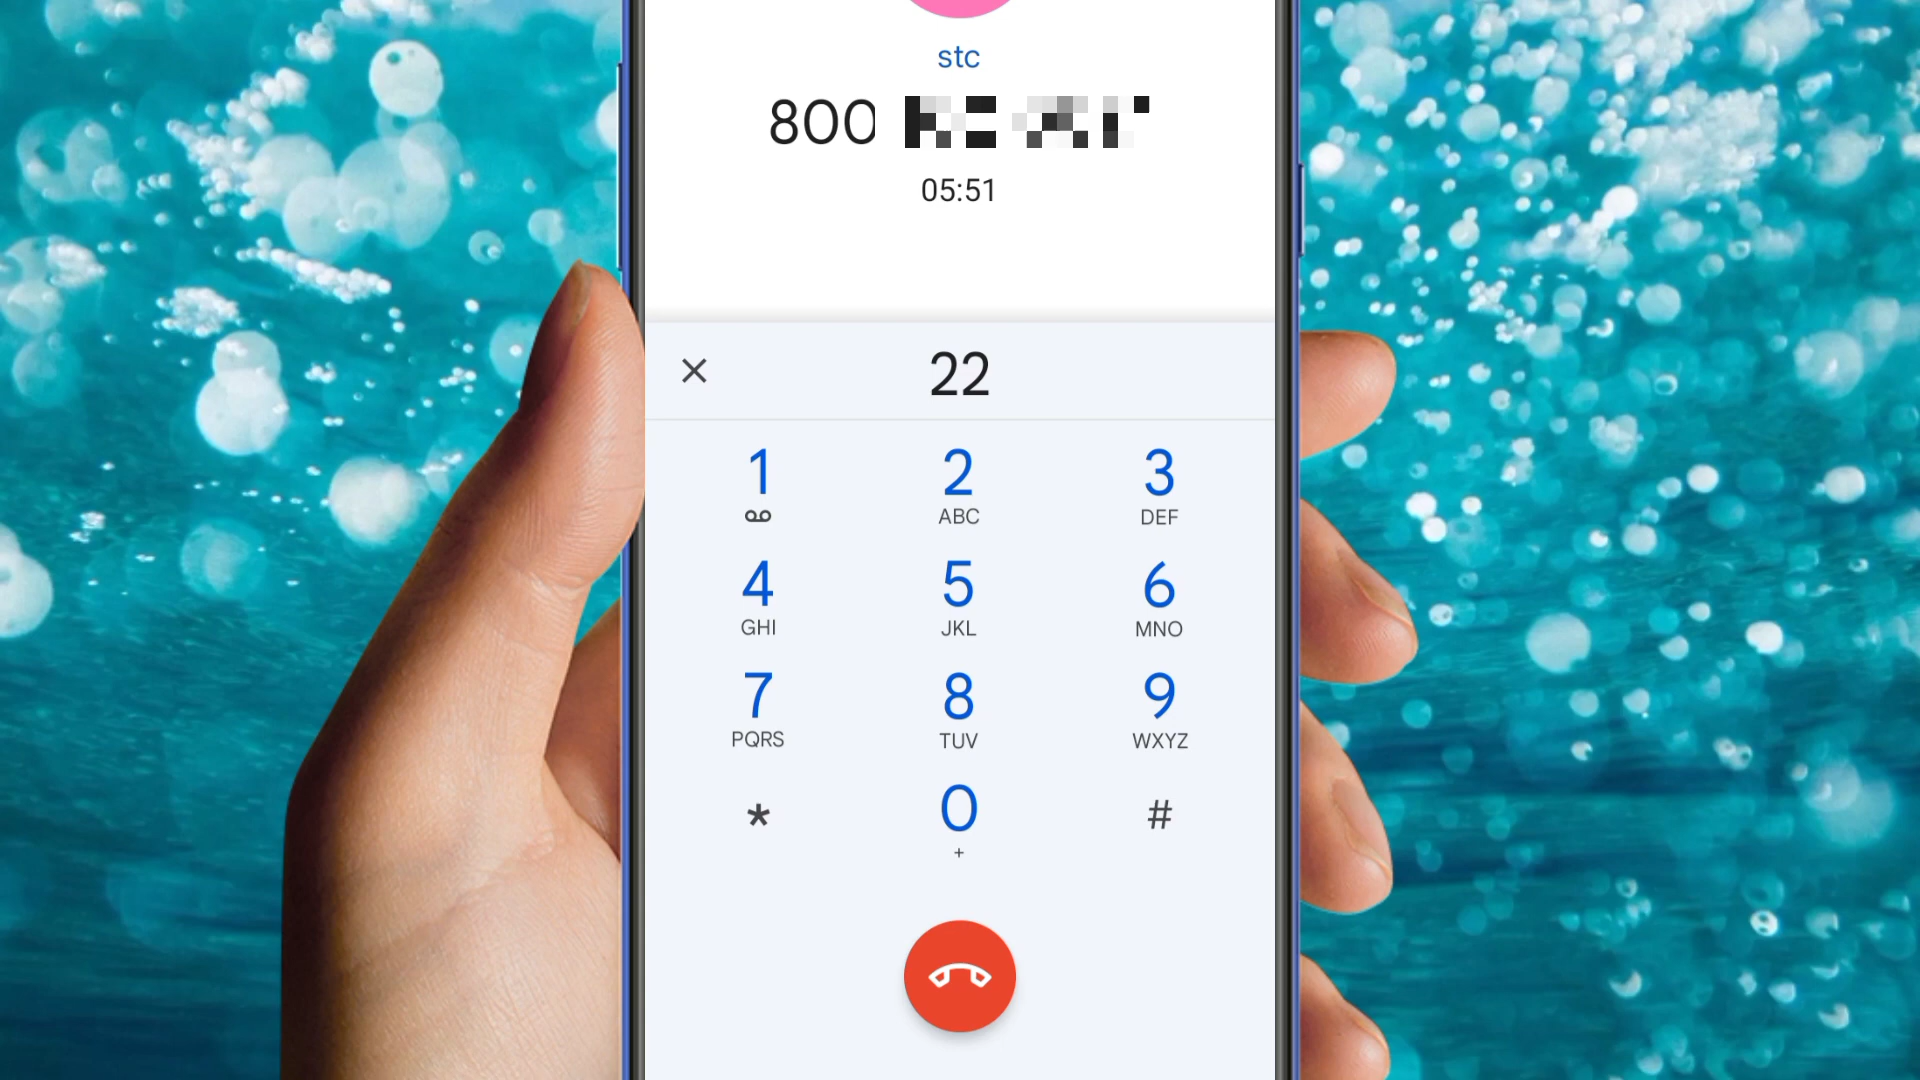 stc
800
05:51
22
1 2 3
ABC DEF
4 5 6
GHI JKL MNO
7 8 9
PQRS TUV WXYZ
* 0 #
+